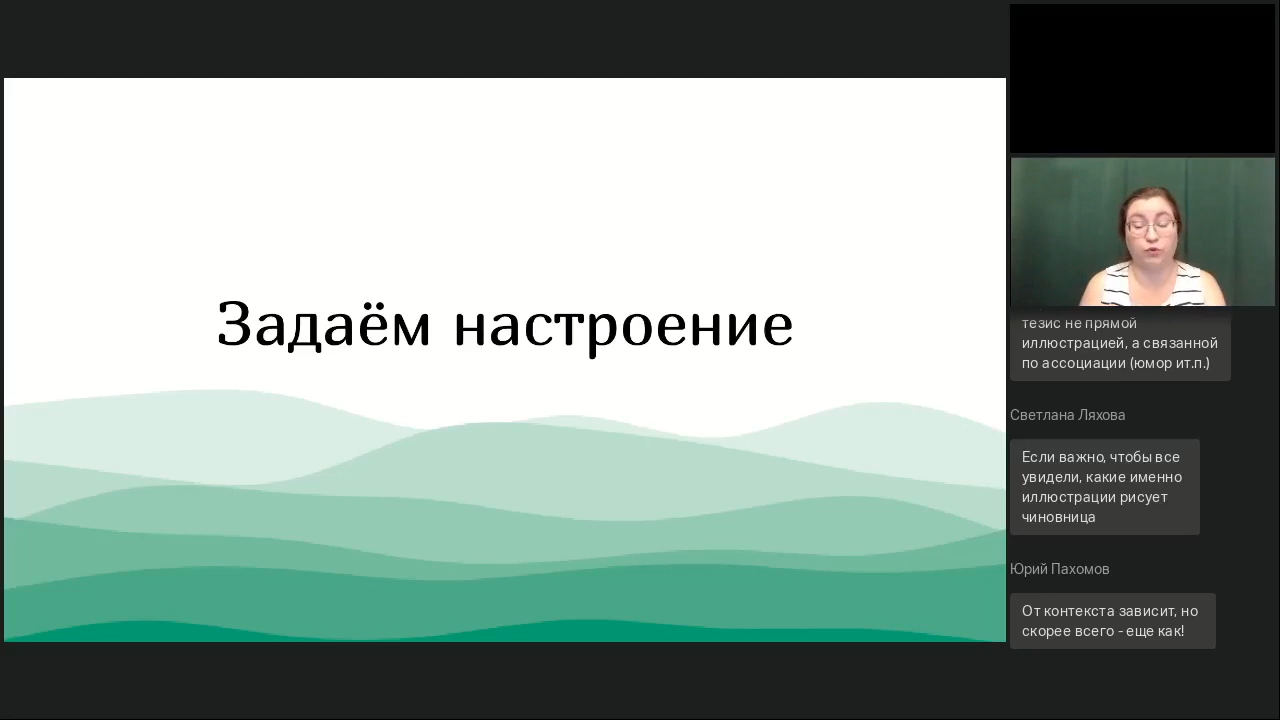 Задаём настроение
тезис не прямой
иллюстрацией, а связанной
по ассоциации (юмор ит.п.)
Светлана Ляхова
Если важно, чтобы все
увидели, какие именно
иллюстрации рисует
чиновница
Юрий Пахомов
От контекста зависит, но
скорее всего - еще как!